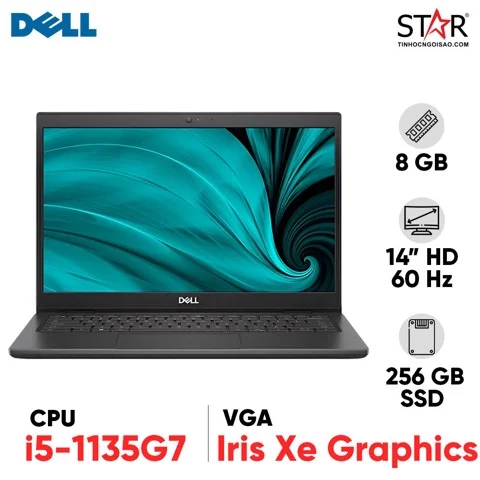 DELL
STAR
TINHOCNGOISAO.COM
8 GB
14” HD
60 Hz
256 GB
SSD
DELL
CPU
i5-1135G7
VGA
Iris Xe Graphics